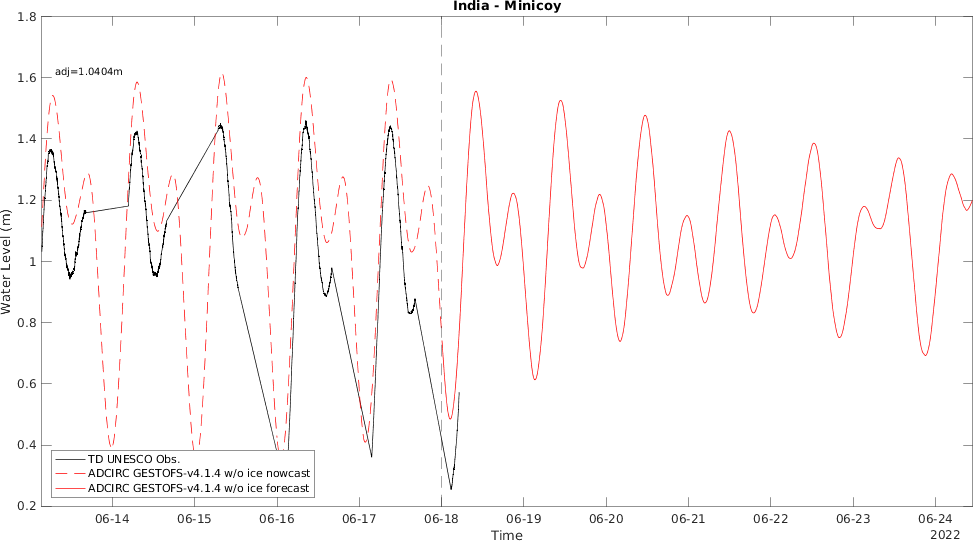 India - Minicoy
1.8
1.6
1.4
1.2
1
0.8
0.6
0.4
0.2
Water Level (m)
adj=1.0404m
TD UNESCO Obs.
ADCIRC GESTOFS-v4.1.4 w/o ice nowcast
ADCIRC GESTOFS-v4.1.4 w/o ice forecast
06-14 06-15 06-16 06-17 06-18 06-19 06-20 06-21 06-22 06-23 06-24
Time
2022